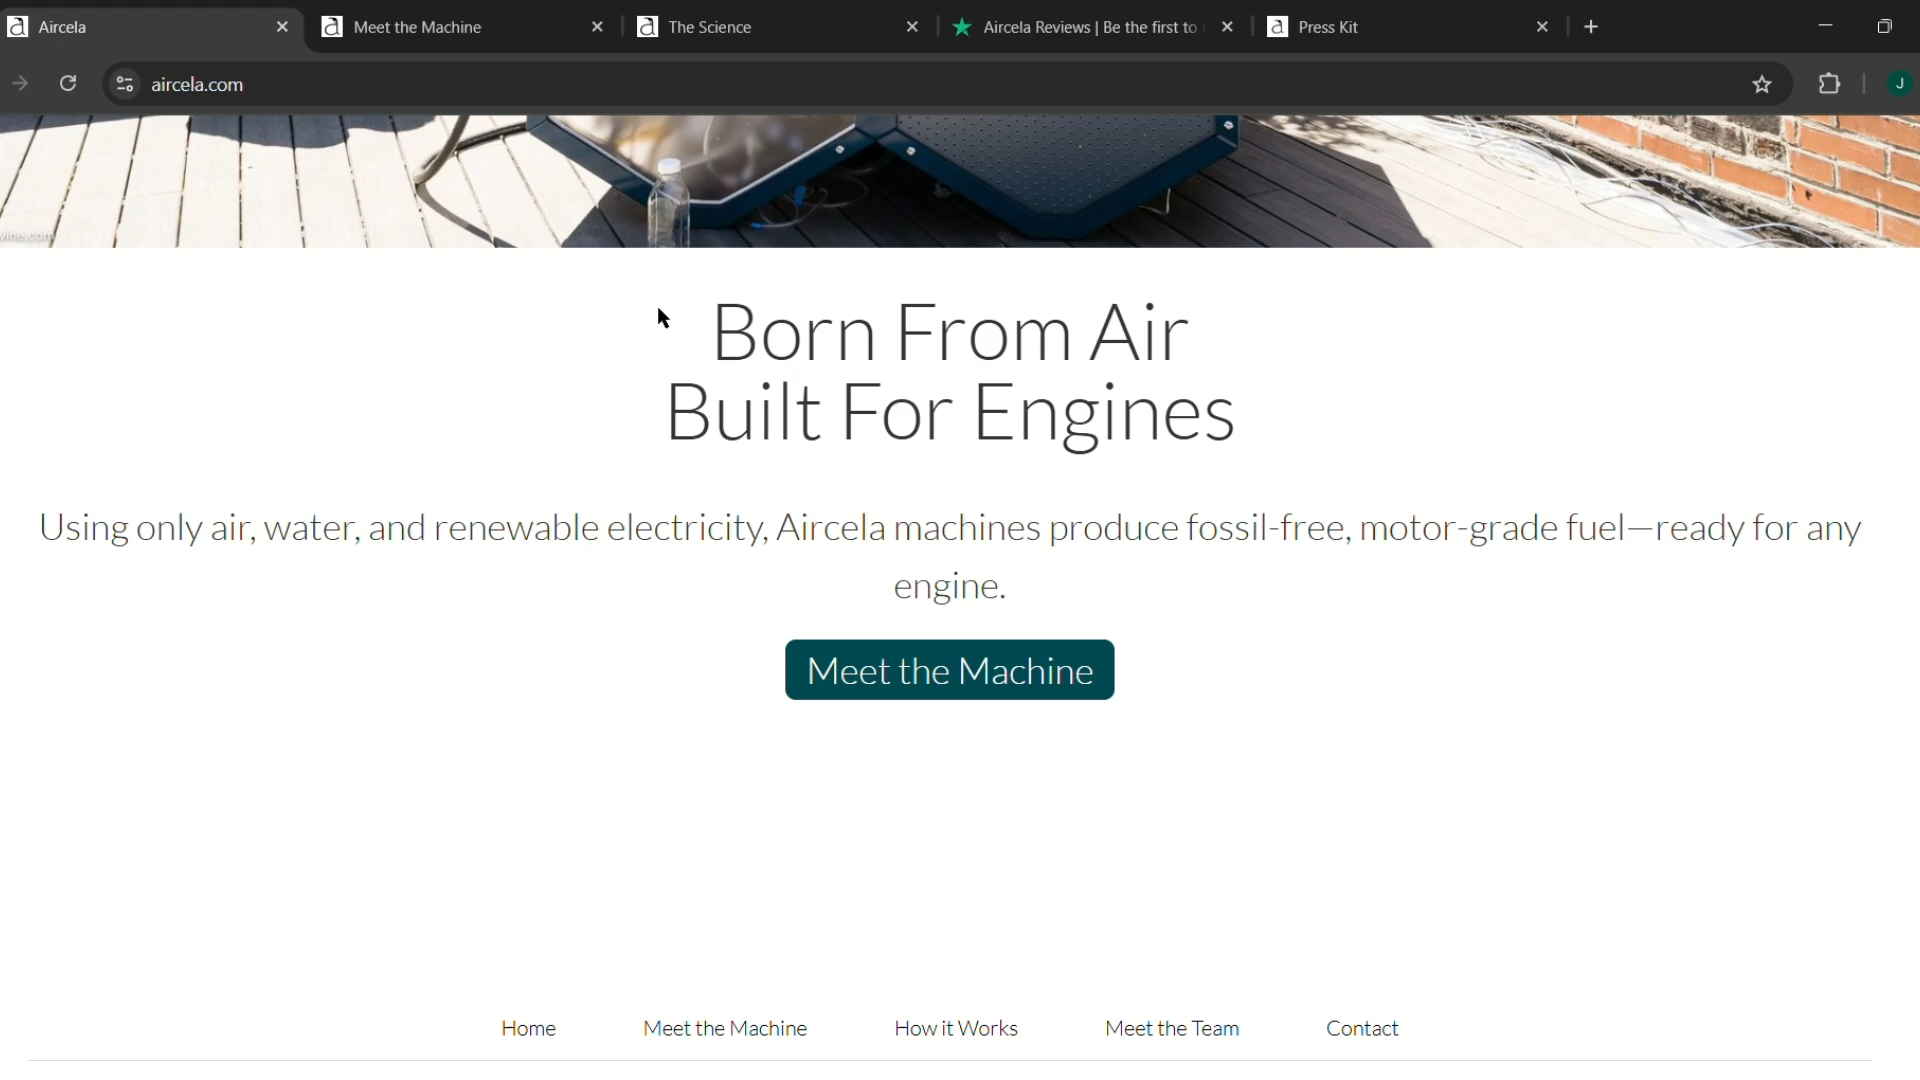 Aircela
Meet the Machine
The Science
Aircela Reviews | Be the first to
Press Kit
aircela.com
J
vine.com
Born From Air
Built For Engines
Using only air, water, and renewable electricity, Aircela machines produce fossil-free, motor-grade fuel—ready for any
engine.
Meet the Machine
Home
Meet the Machine
How it Works
Meet the Team
Contact